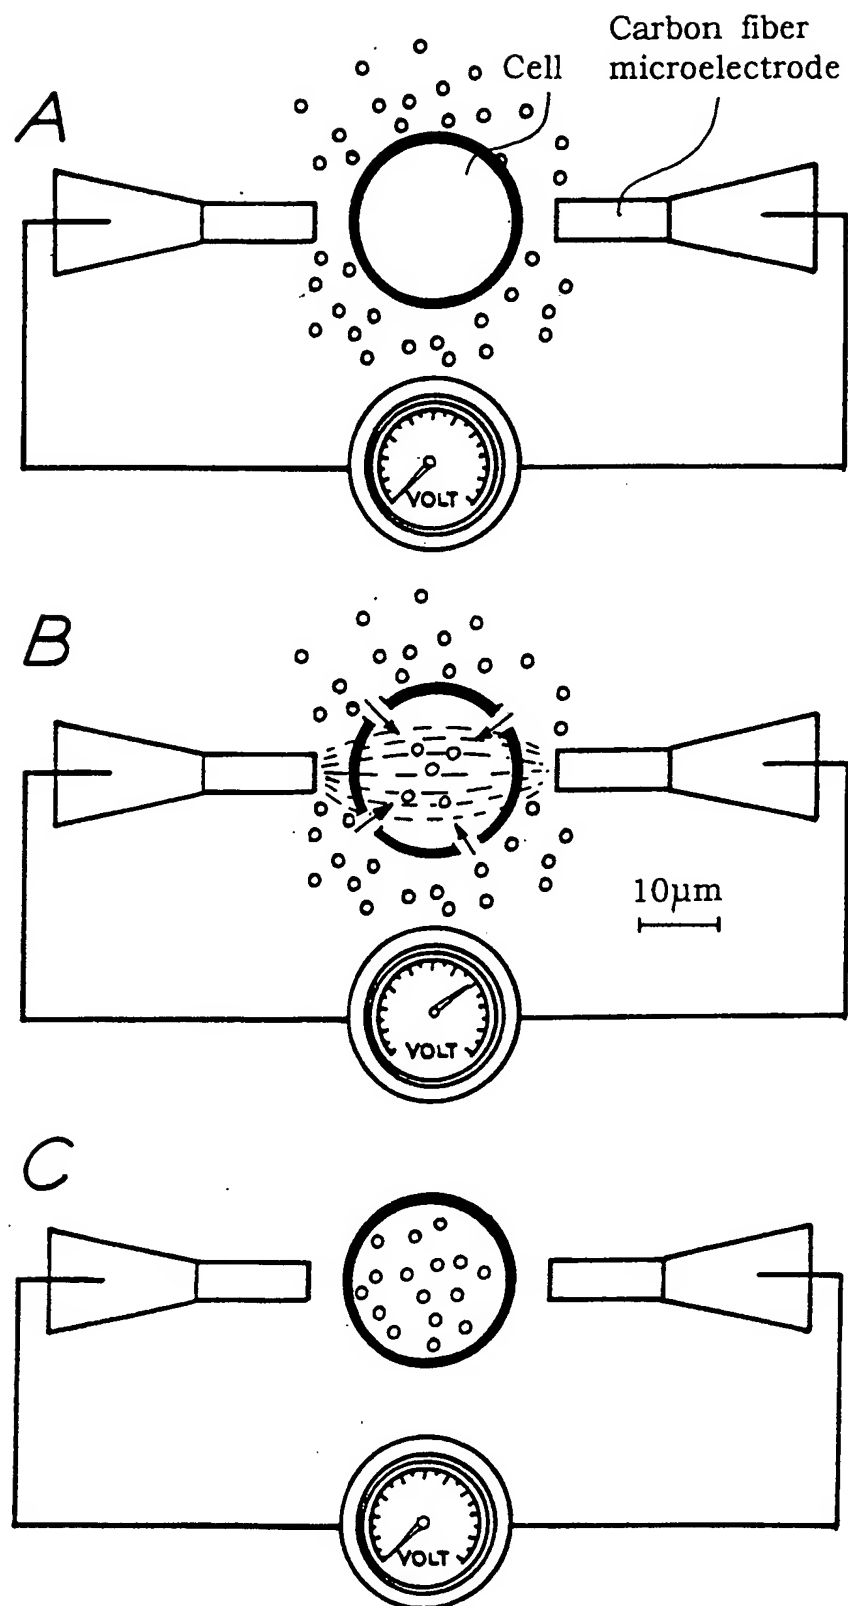 Carbon fiber
microelectrode
Cell
A
VOLT
B
10µm
VOLT
C
VOLT